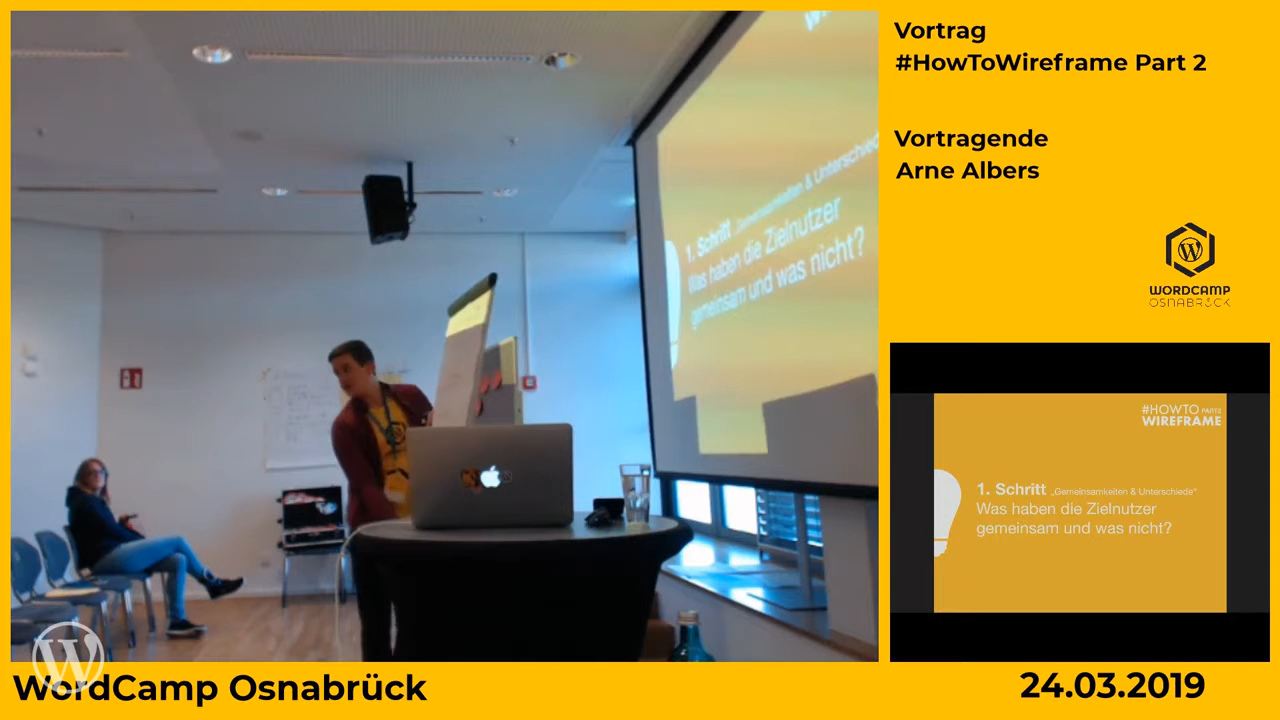 Vortrag
#HowToWireframe Part 2
Vortragende
Arne Albers
WORDCAMP
OSNABRÜCK
1. Schritt „Gemeinsamkeiten & Unterschiede“
Was haben die Zielnutzer
gemeinsam und was nicht?
#HOWTO PART2
WIREFRAME
1. Schritt „Gemeinsamkeiten & Unterschiede“
Was haben die Zielnutzer
gemeinsam und was nicht?
WordCamp Osnabrück
24.03.2019